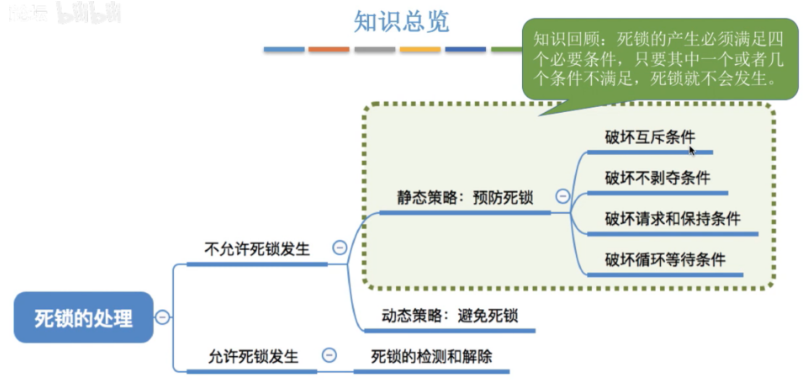 知识总览
知识回顾：死锁的产生必须满足四
个必要条件，只要其中一个或者几
个条件不满足，死锁就不会发生。
破坏互斥条件
破坏不剥夺条件
静态策略：预防死锁
破坏请求和保持条件
不允许死锁发生
破坏循环等待条件
死锁的处理
动态策略：避免死锁
允许死锁发生
死锁的检测和解除